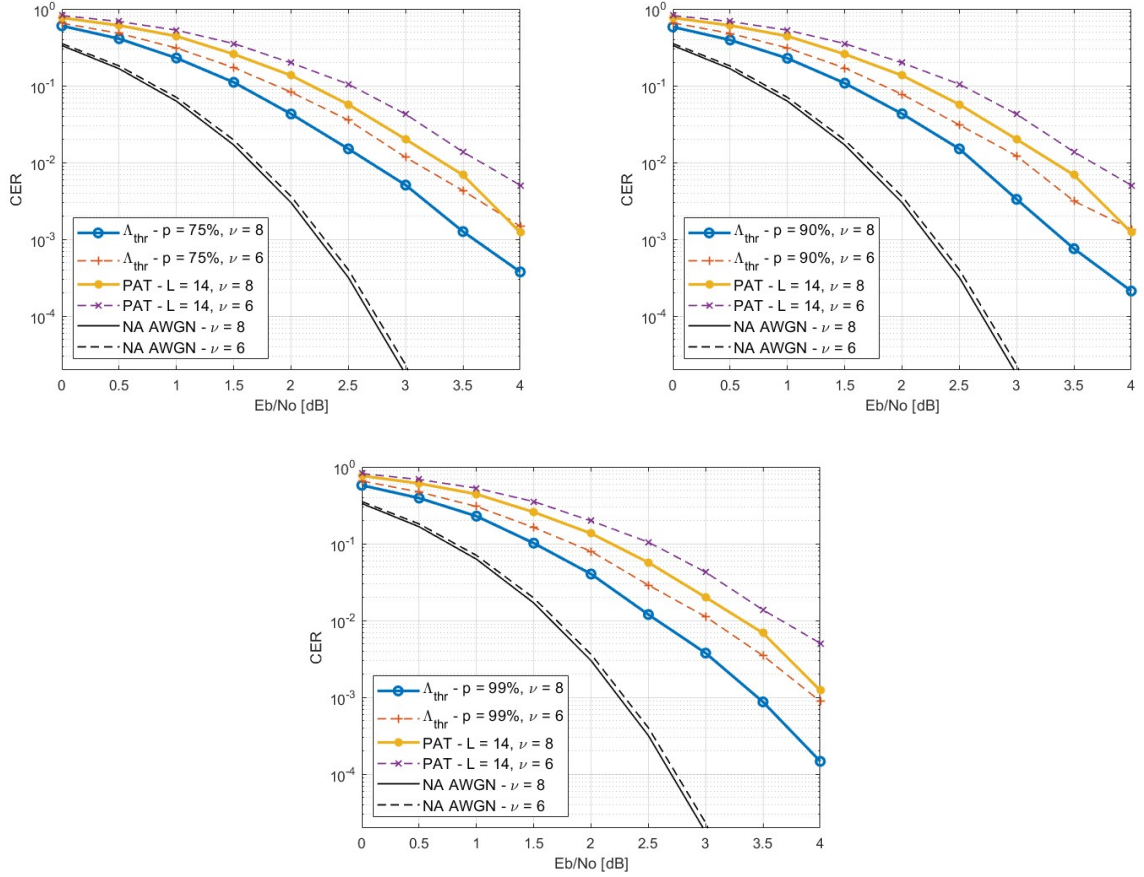 10^0
10^-1
10^-2
10^-3
10^-4
CER
Λ_thr - p = 75%, ν = 8
Λ_thr - p = 75%, ν = 6
PAT - L = 14, ν = 8
PAT - L = 14, ν = 6
NA AWGN - ν = 8
NA AWGN - ν = 6
0 0.5 1 1.5 2 2.5 3 3.5 4
Eb/No [dB]
10^0
10^-1
10^-2
10^-3
10^-4
CER
Λ_thr - p = 90%, ν = 8
Λ_thr - p = 90%, ν = 6
PAT - L = 14, ν = 8
PAT - L = 14, ν = 6
NA AWGN - ν = 8
NA AWGN - ν = 6
0 0.5 1 1.5 2 2.5 3 3.5 4
Eb/No [dB]
10^0
10^-1
10^-2
10^-3
10^-4
CER
Λ_thr - p = 99%, ν = 8
Λ_thr - p = 99%, ν = 6
PAT - L = 14, ν = 8
PAT - L = 14, ν = 6
NA AWGN - ν = 8
NA AWGN - ν = 6
0 0.5 1 1.5 2 2.5 3 3.5 4
Eb/No [dB]